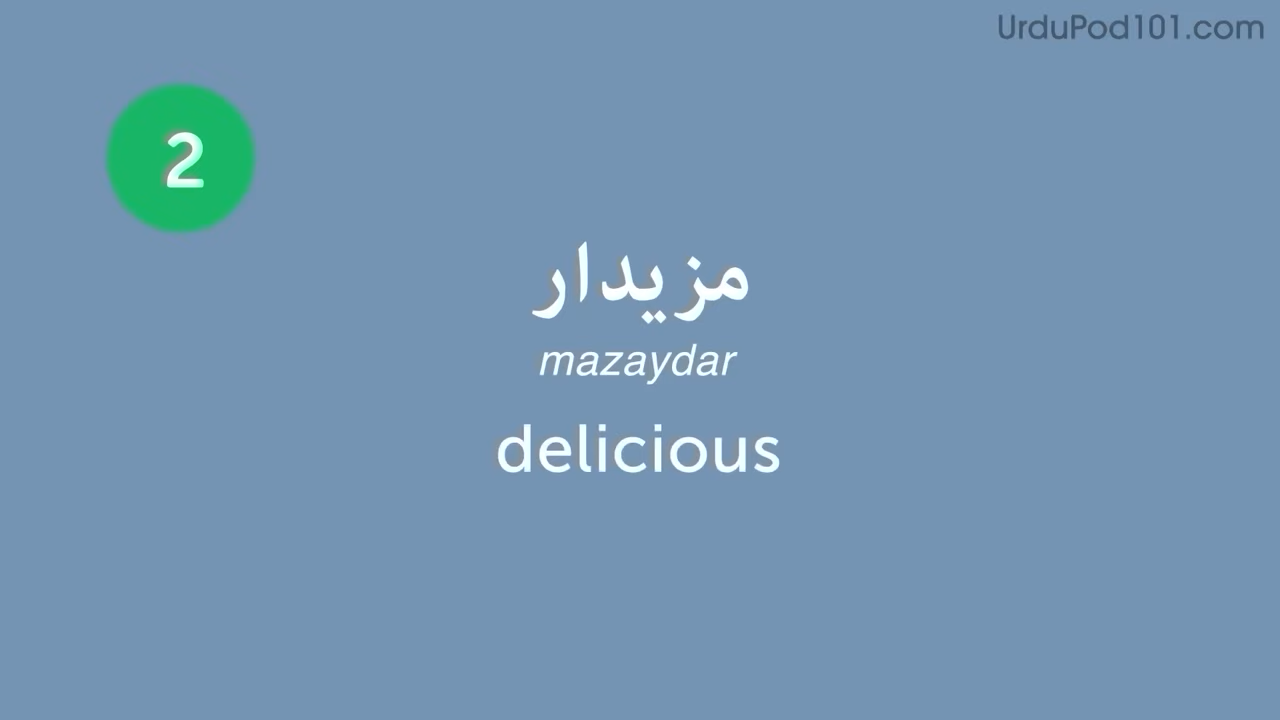 UrduPod101.com
2
مزیدار
mazaydar
delicious